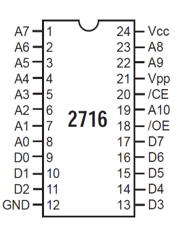 A7 1 24 Vcc
A6 2 23 A8
A5 3 22 A9
A4 4 21 Vpp
A3 5 20 /CE
A2 6 19 A10
A1 7 18 /OE
A0 8 17 D7
D0 9 16 D6
D1 10 15 D5
D2 11 14 D4
GND 12 13 D3
2716